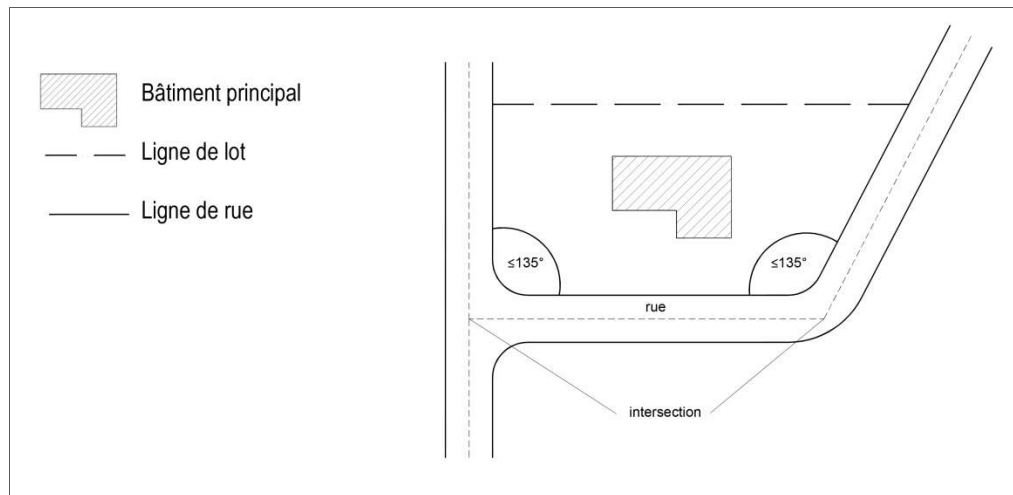 Bâtiment principal
Ligne de lot
Ligne de rue
≤135°
≤135°
rue
intersection